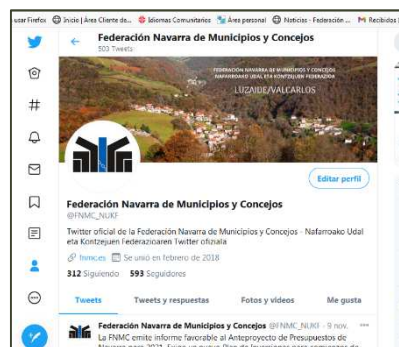 usar Firefox Inicio | Área Cliente de... Idiomas Comunitarios Área personal Noticias - Federación ... Recibidos
Federación Navarra de Municipios y Concejos
503 Tweets
FEDERACIÓN NAVARRA DE MUNICIPIOS Y CONCEJOS
NAFARROAKO UDAL ETA KONTZEJUEN FEDERAZIOA
LUZAIDE/VALCARLOS
Editar perfil
Federación Navarra de Municipios y Concejos
@FNMC_NUKF
Twitter oficial de la Federación Navarra de Municipios y Concejos - Nafarroako Udal
eta Kontzejuen Federazioaren Twitter ofiziala
fnmc.es Se unió en febrero de 2018
312 Siguiendo 593 Seguidores
Tweets Tweets y respuestas Fotos y vídeos Me gusta
Federación Navarra de Municipios y Concejos @FNMC_NUKF · 9 nov.
La FNMC emite informe favorable al Anteproyecto de Presupuestos de